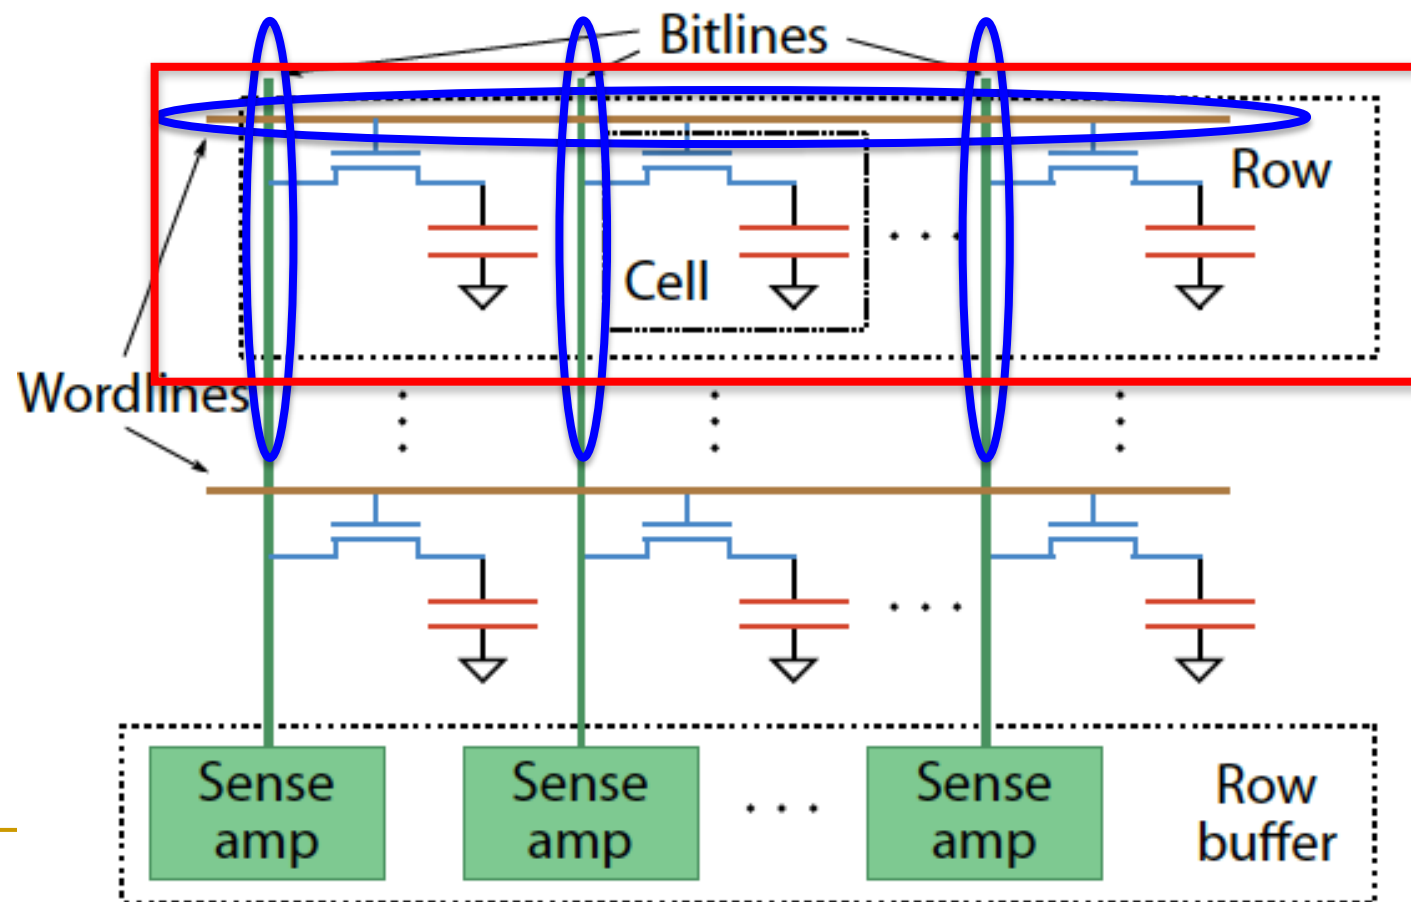 Bitlines
Row
Cell
Wordlines
Sense
amp
Sense
amp
Sense
amp
Row
buffer